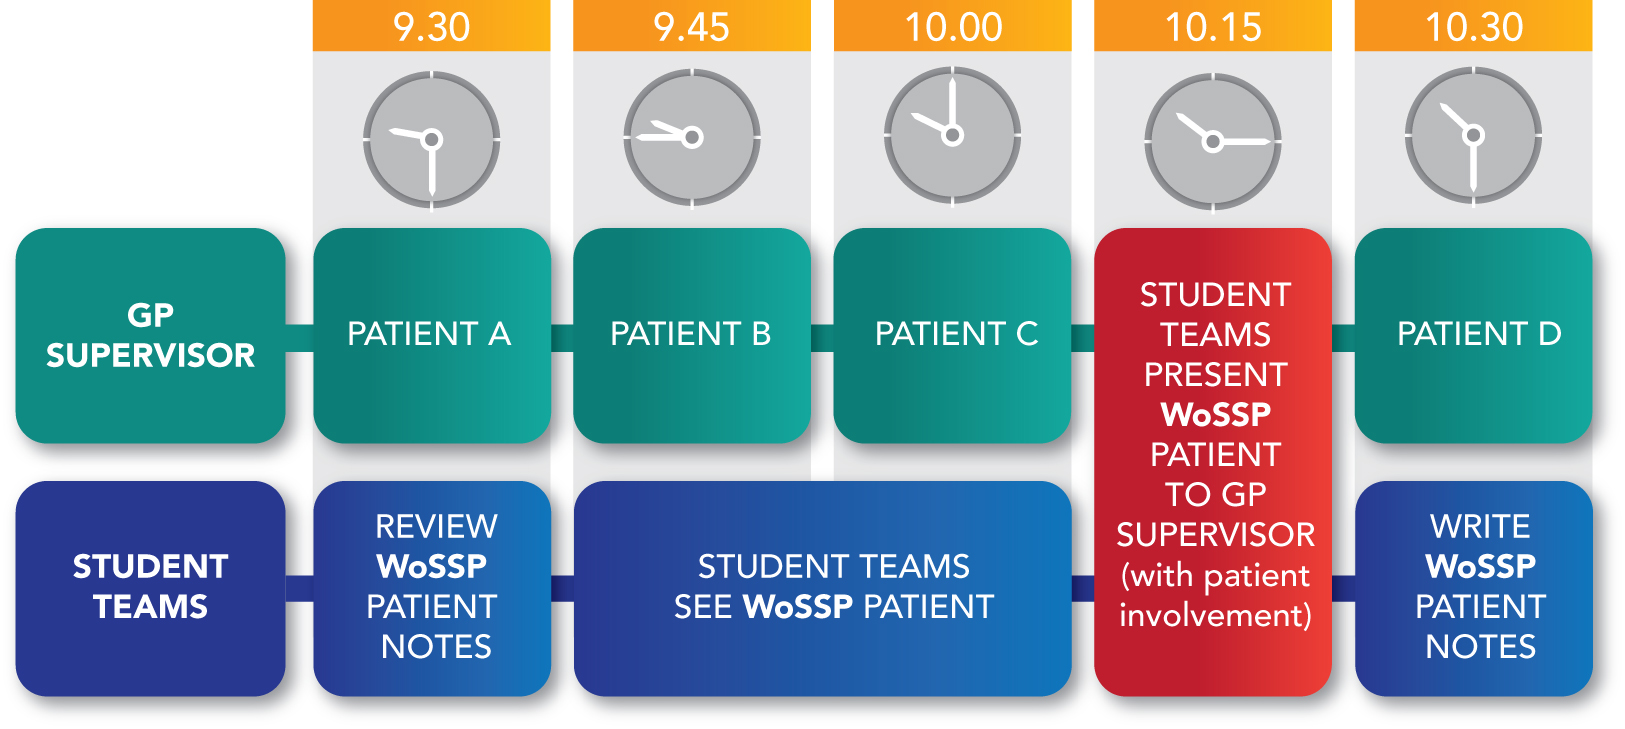 9.30
9.45
10.00
10.15
10.30
GP
SUPERVISOR
PATIENT A
PATIENT B
PATIENT C
STUDENT
TEAMS
PRESENT
WoSSP
PATIENT
TO GP
SUPERVISOR
(with patient
involvement)
PATIENT D
STUDENT
TEAMS
REVIEW
WoSSP
PATIENT
NOTES
STUDENT TEAMS
SEE WoSSP PATIENT
WRITE
WoSSP
PATIENT
NOTES